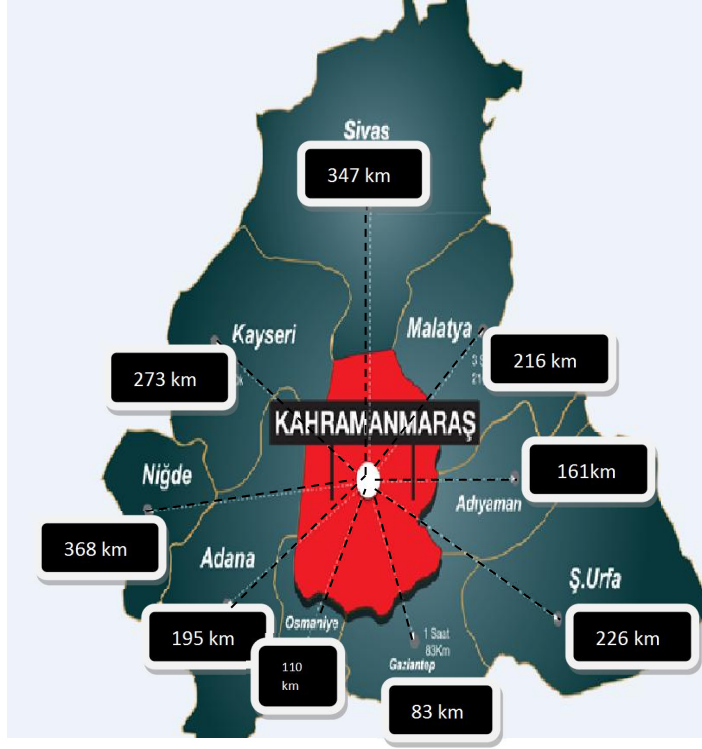 Sivas
347 km
Kayseri
Malatya
216 km
273 km
KAHRAMANMARAŞ
Niğde
161km
Adıyaman
368 km
Adana
Ş.Urfa
Osmaniye
1 Saat
83Km
195 km
226 km
Gaziantep
110
km
83 km